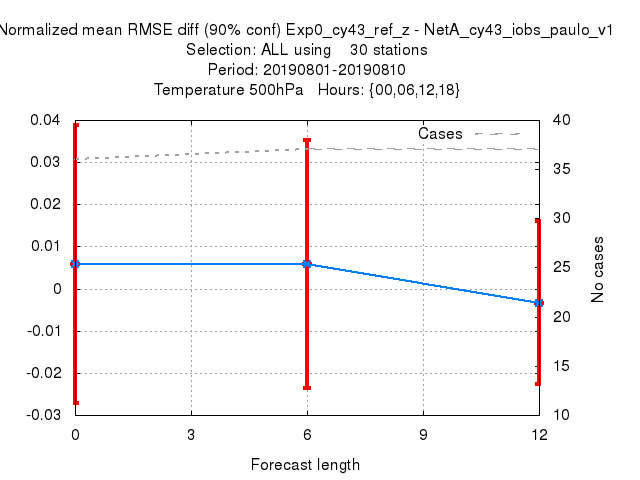 Normalized mean RMSE diff (90% conf) Exp0_cy43_ref_z - NetA_cy43_iobs_paulo_v1
Selection: ALL using 30 stations
Period: 20190801-20190810
Temperature 500hPa Hours: {00,06,12,18}
Cases
0.04
0.03
0.02
0.01
0
-0.01
-0.02
-0.03
40
35
30
25
20
15
10
No cases
0 3 6 9 12
Forecast length